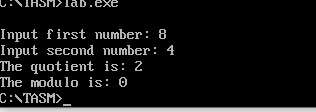 C:\TASM>lab.exe
Input first number: 8
Input second number: 4
The quotient is: 2
The modulo is: 0
C:\TASM>_